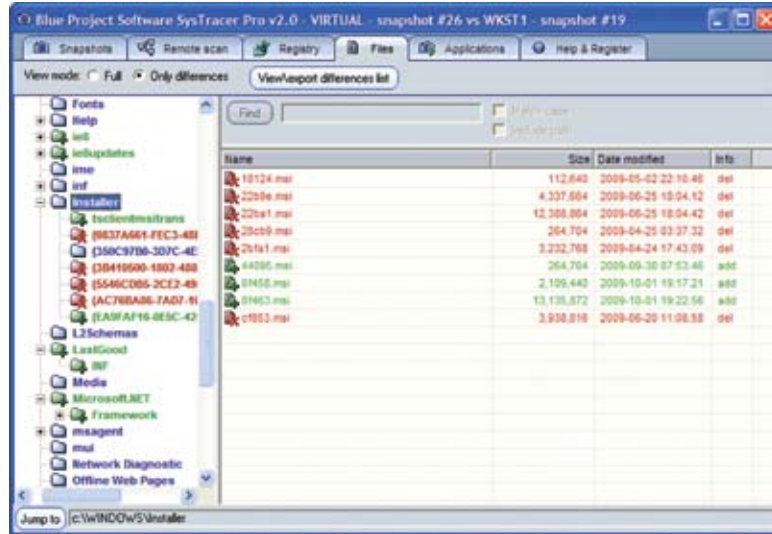 Blue Project Software SysTracer Pro v2.0 - VIRTUAL - snapshot #26 vs WKST1 - snapshot #19
Snapshots Remote scan Registry Files Applications Help & Register
View mode: Full Only differences View\export differences list
Fonts
Help
ie8
ie8updates
ime
inf
Installer
tsclientmsitrans
L2Schemas
LastGood
INF
Media
Microsoft.NET
Framework
msagent
mui
Network Diagnostic
Offline Web Pages
Find
Name Size Date modified Info
18124.msi 112,640 2009-05-02 22:10.46 del
22b9e.msi 4,337,664 2009-06-25 18:04.12 del
22ba1.msi 12,388,864 2009-06-25 18:04.42 del
28cb9.msi 264,704 2009-04-25 03:37.32 del
2bfa1.msi 3,232,768 2009-04-24 17:43.09 del
44095.msi 264,704 2009-09-30 07:53.46 add
8f458.msi 2,109,440 2009-10-01 19:17.21 add
8f463.msi 13,135,872 2009-10-01 19:22.56 add
cf853.msi 3,938,816 2009-06-20 11:08.58 del
Jump to c:\WINDOWS\Installer